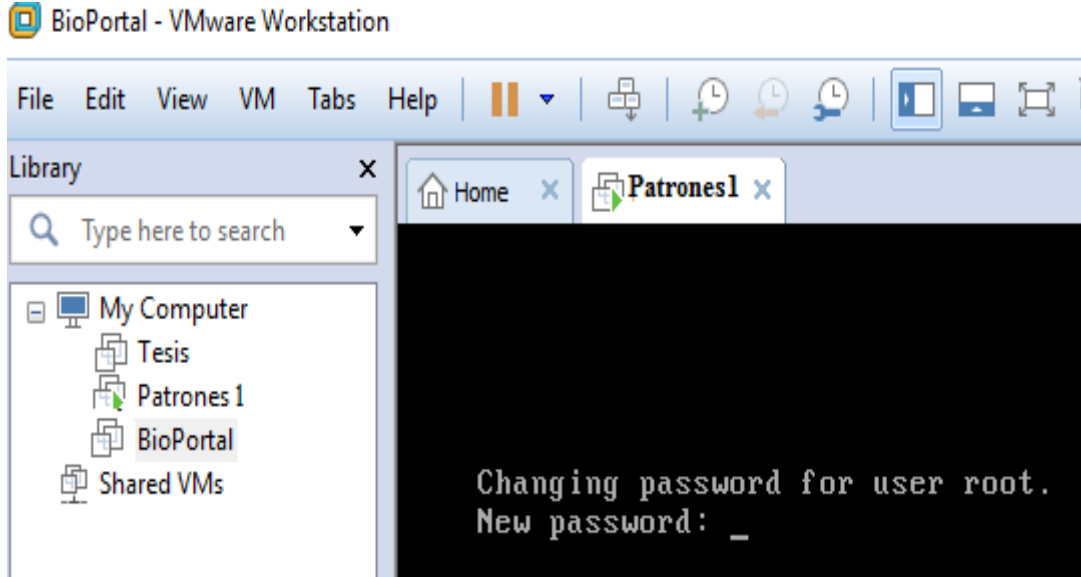 BioPortal - VMware Workstation
File Edit View VM Tabs Help
Library
Home
Patrones1
Type here to search
My Computer
Tesis
Patrones 1
BioPortal
Shared VMs
Changing password for user root.
New password: _